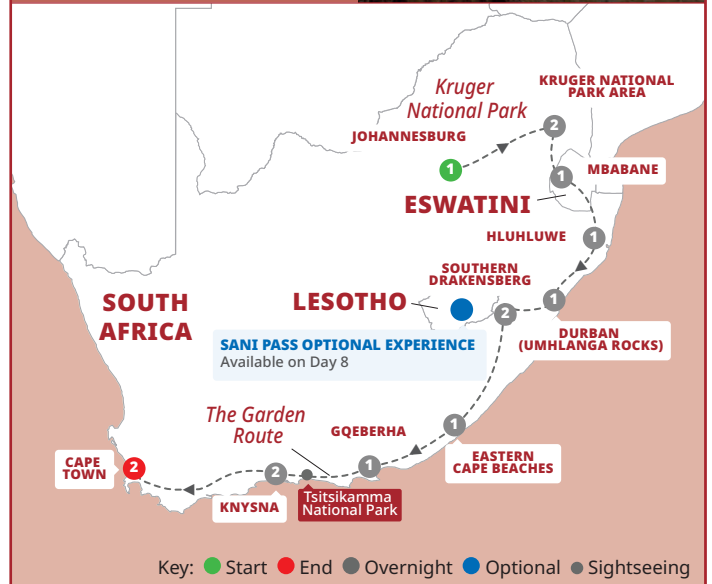 KRUGER NATIONAL
PARK AREA
Kruger
National Park
2
JOHANNESBURG
1
MBABANE
1
ESWATINI
HLUHLUWE
1
SOUTHERN
DRAKENSBERG
LESOTHO
SOUTH
AFRICA
2
1
DURBAN
(UMHLANGA ROCKS)
SANI PASS OPTIONAL EXPERIENCE
Available on Day 8
The Garden
Route
GQEBERHA
1
EASTERN
CAPE BEACHES
CAPE
TOWN
2
2
1
KNYSNA
Tsitsikamma
National Park
Key: Start End Overnight Optional Sightseeing